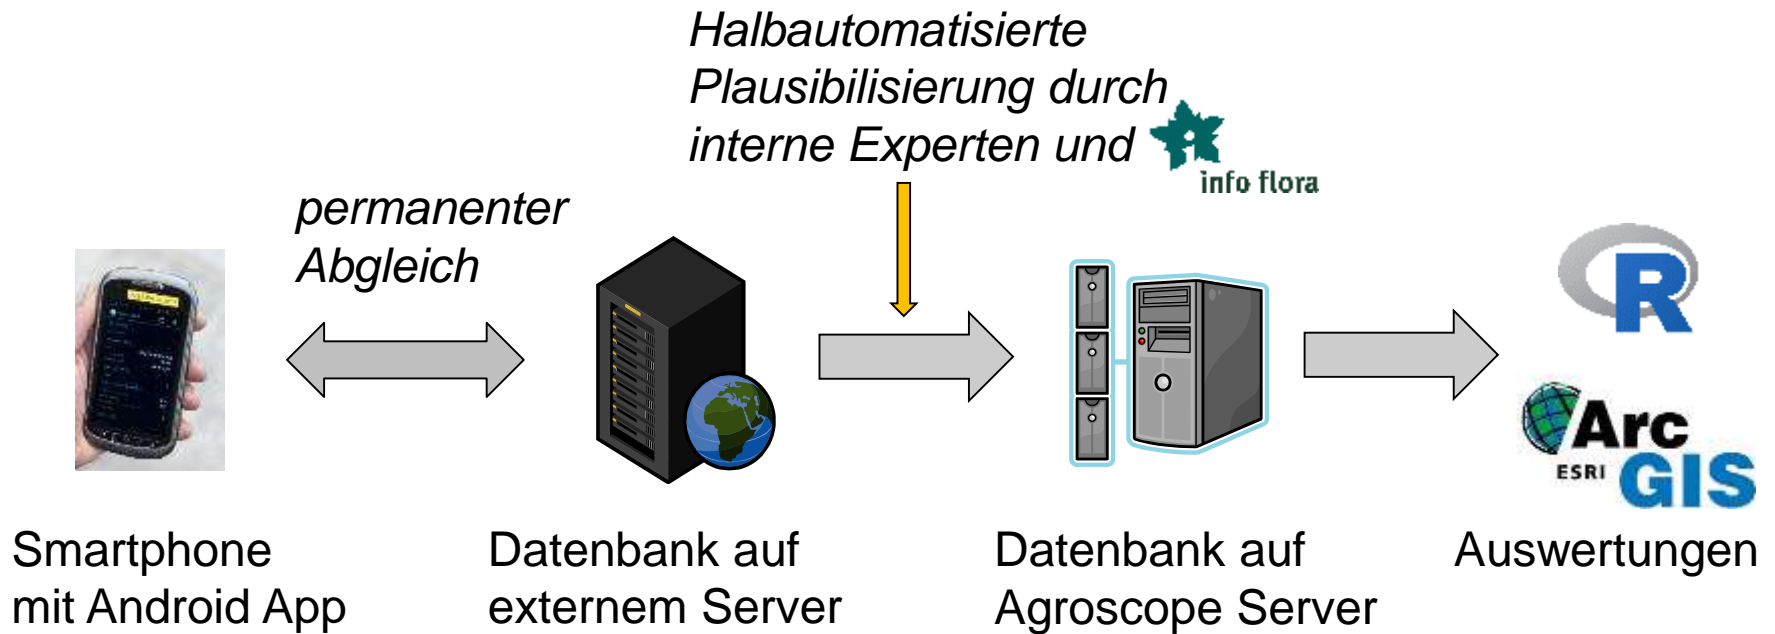 Halbautomatisierte
Plausibilisierung durch
interne Experten und
info flora
permanenter
Abgleich
R
Arc
ESRI GIS
Smartphone
mit Android App
Datenbank auf
externem Server
Datenbank auf
Agroscope Server
Auswertungen